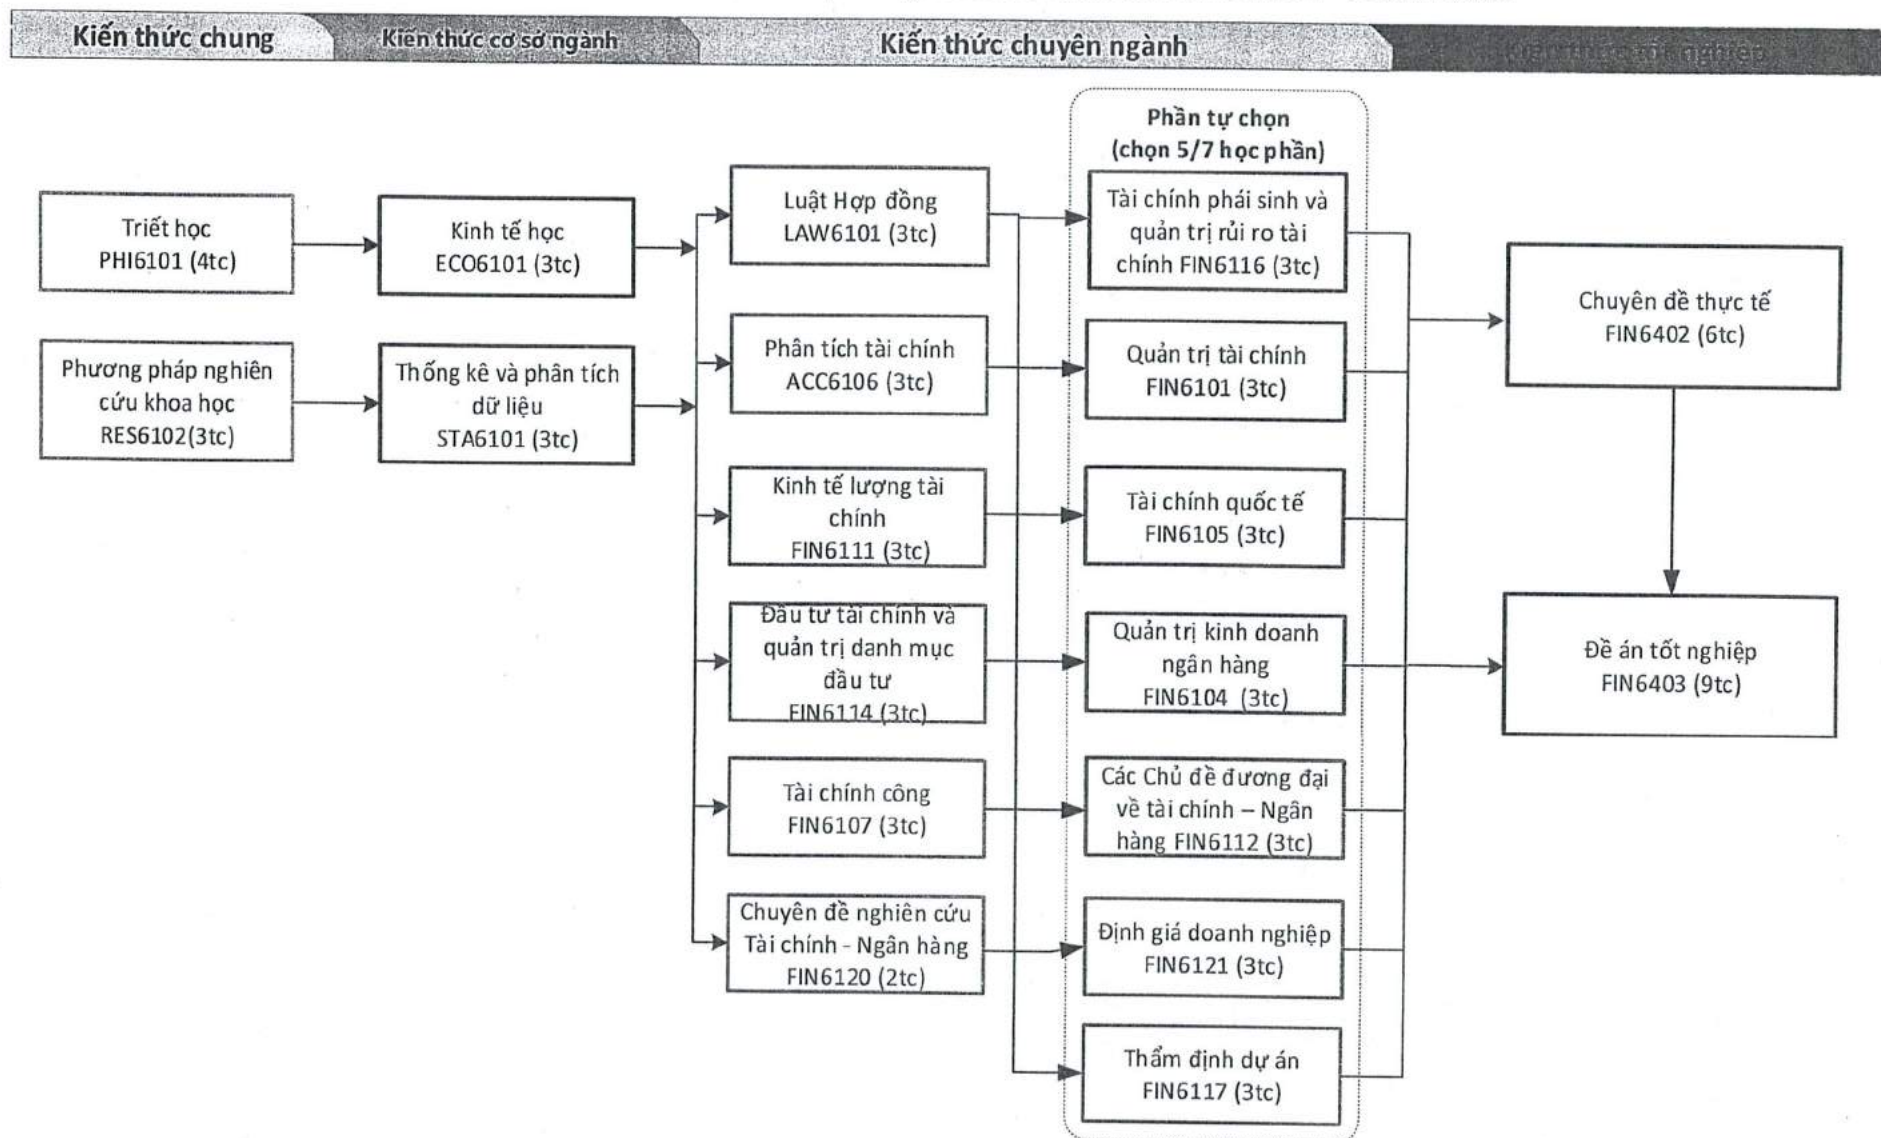 Kiến thức chung
Kiến thức cơ sở ngành
Kiến thức chuyên ngành
Kiến thức tốt nghiệp
Phần tự chọn
(chọn 5/7 học phần)
Triết học
PHI6101 (4tc)
Phương pháp nghiên
cứu khoa học
RES6102(3tc)
Kinh tế học
ECO6101 (3tc)
Thống kê và phân tích
dữ liệu
STA6101 (3tc)
Luật Hợp đồng
LAW6101 (3tc)
Phân tích tài chính
ACC6106 (3tc)
Kinh tế lượng tài
chính
FIN6111 (3tc)
Đầu tư tài chính và
quản trị danh mục
đầu tư
FIN6114 (3tc)
Tài chính công
FIN6107 (3tc)
Chuyên đề nghiên cứu
Tài chính - Ngân hàng
FIN6120 (2tc)
Tài chính phái sinh và
quản trị rủi ro tài
chính FIN6116 (3tc)
Quản trị tài chính
FIN6101 (3tc)
Tài chính quốc tế
FIN6105 (3tc)
Quản trị kinh doanh
ngân hàng
FIN6104 (3tc)
Các Chủ đề đương đại
về tài chính – Ngân
hàng FIN6112 (3tc)
Định giá doanh nghiệp
FIN6121 (3tc)
Thẩm định dự án
FIN6117 (3tc)
Chuyên đề thực tế
FIN6402 (6tc)
Đề án tốt nghiệp
FIN6403 (9tc)